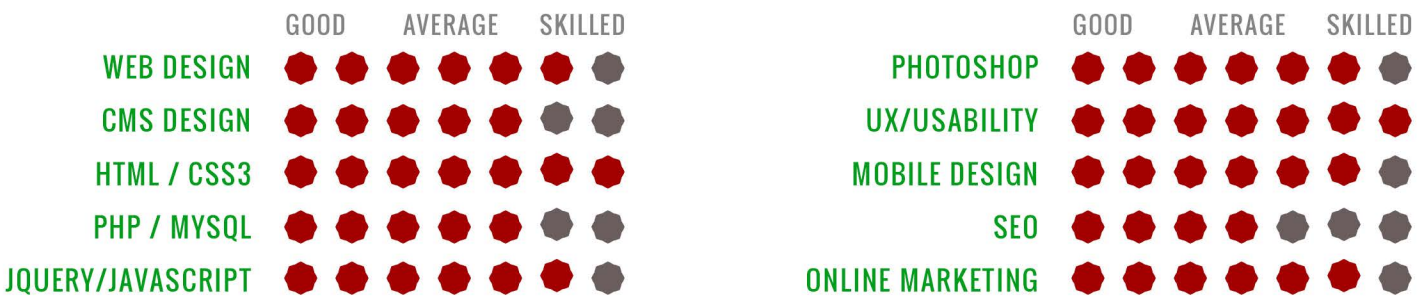 GOOD AVERAGE SKILLED
WEB DESIGN
CMS DESIGN
HTML / CSS3
PHP / MYSQL
JQUERY/JAVASCRIPT
GOOD AVERAGE SKILLED
PHOTOSHOP
UX/USABILITY
MOBILE DESIGN
SEO
ONLINE MARKETING